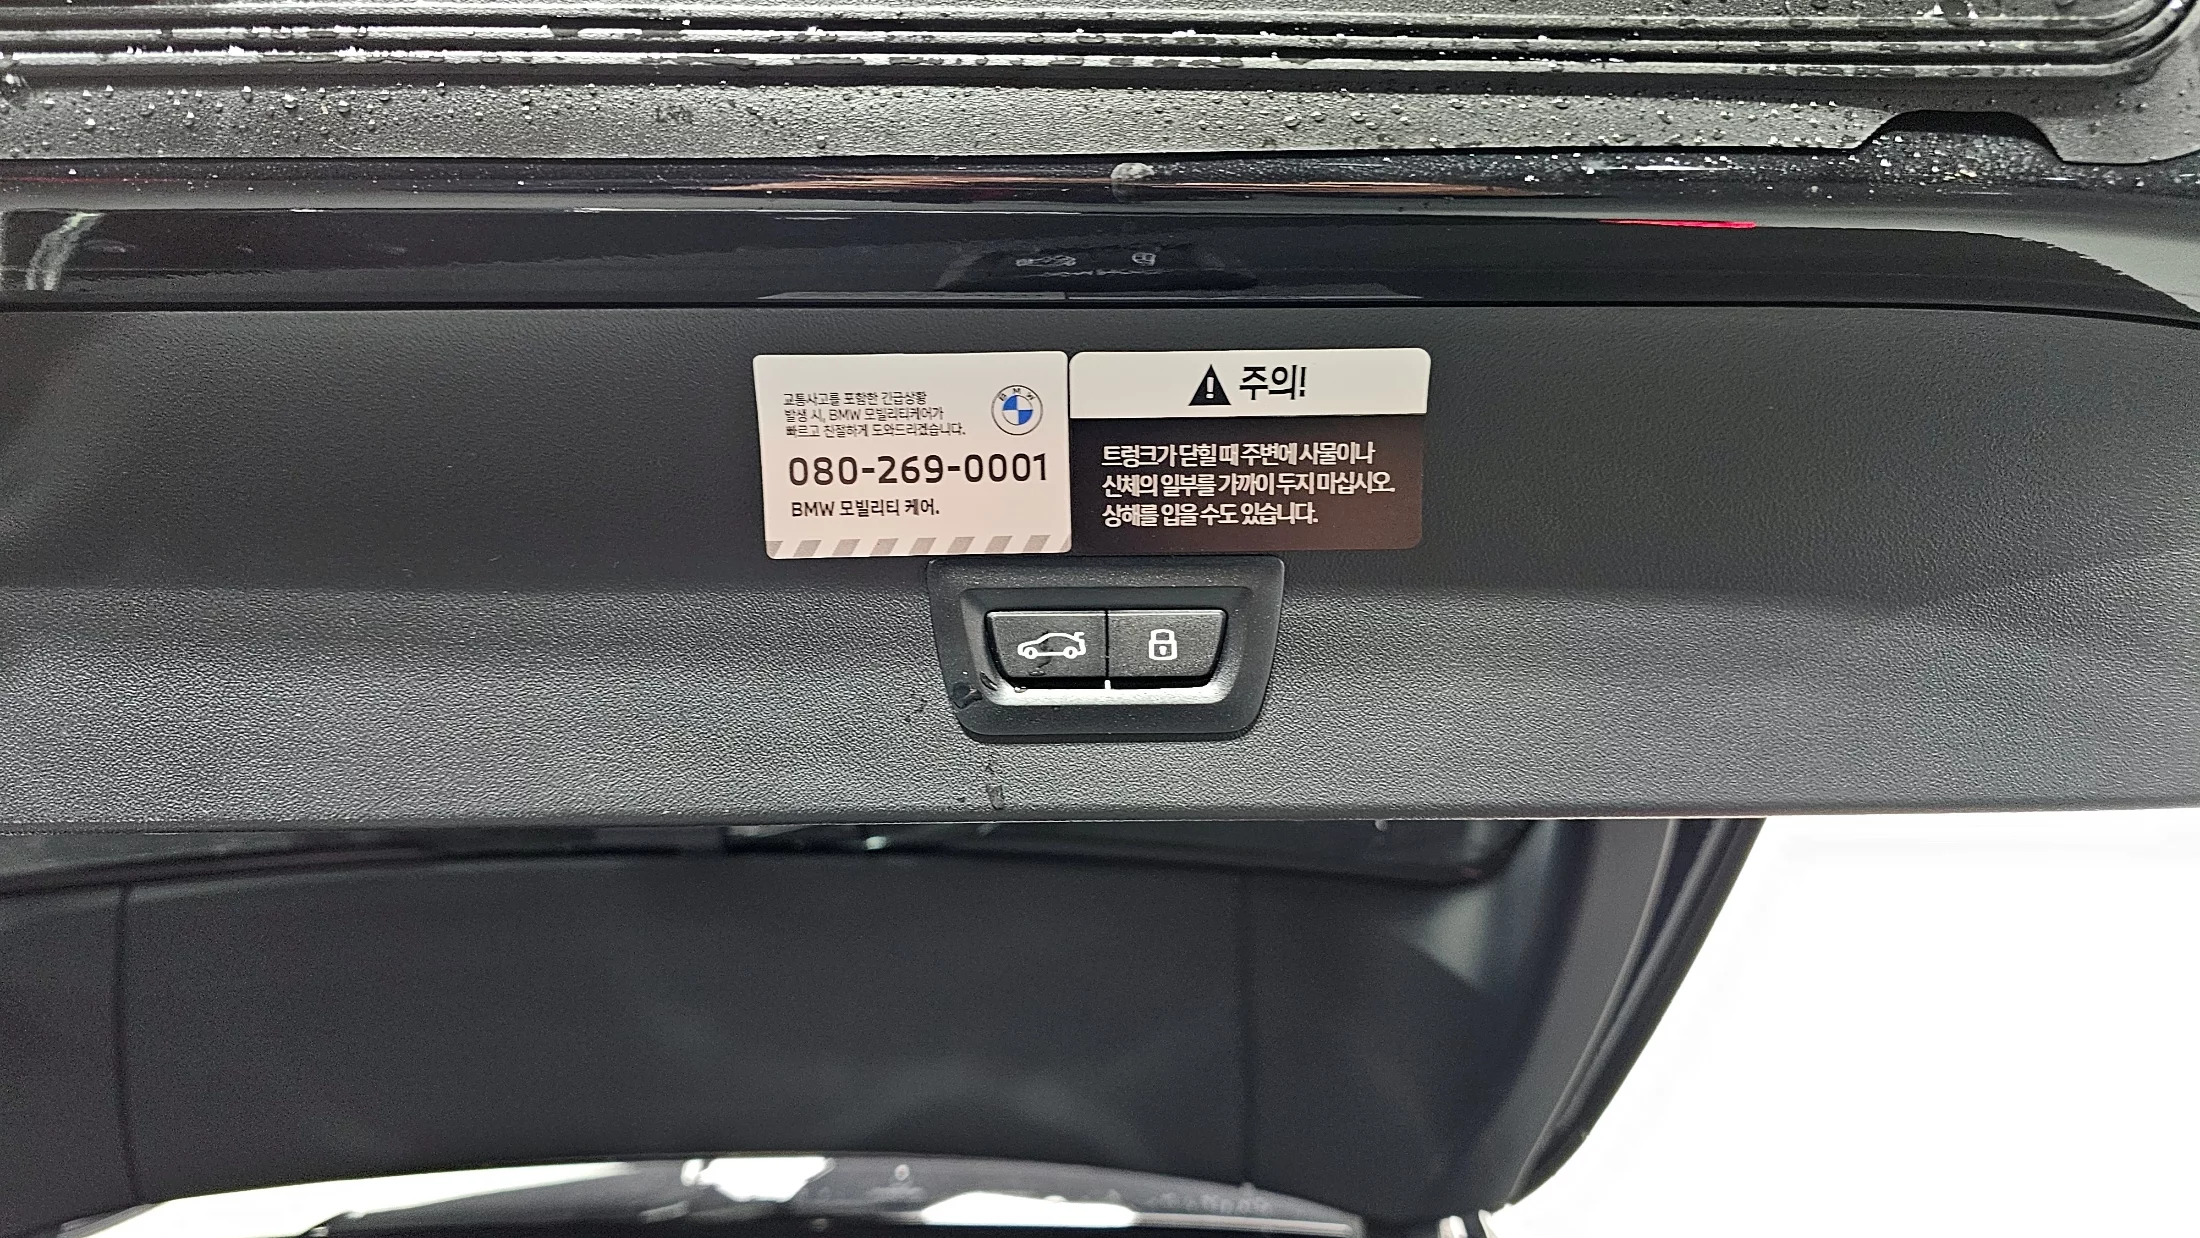 교통사고를 포함한 긴급상황
발생 시, BMW 모빌리티케어가
빠르고 친절하게 도와드리겠습니다.
BMW
080-269-0001
BMW 모빌리티 케어.
주의!
트렁크가 닫힐 때 주변에 사물이나
신체의 일부를 가까이 두지 마십시오.
상해를 입을 수도 있습니다.